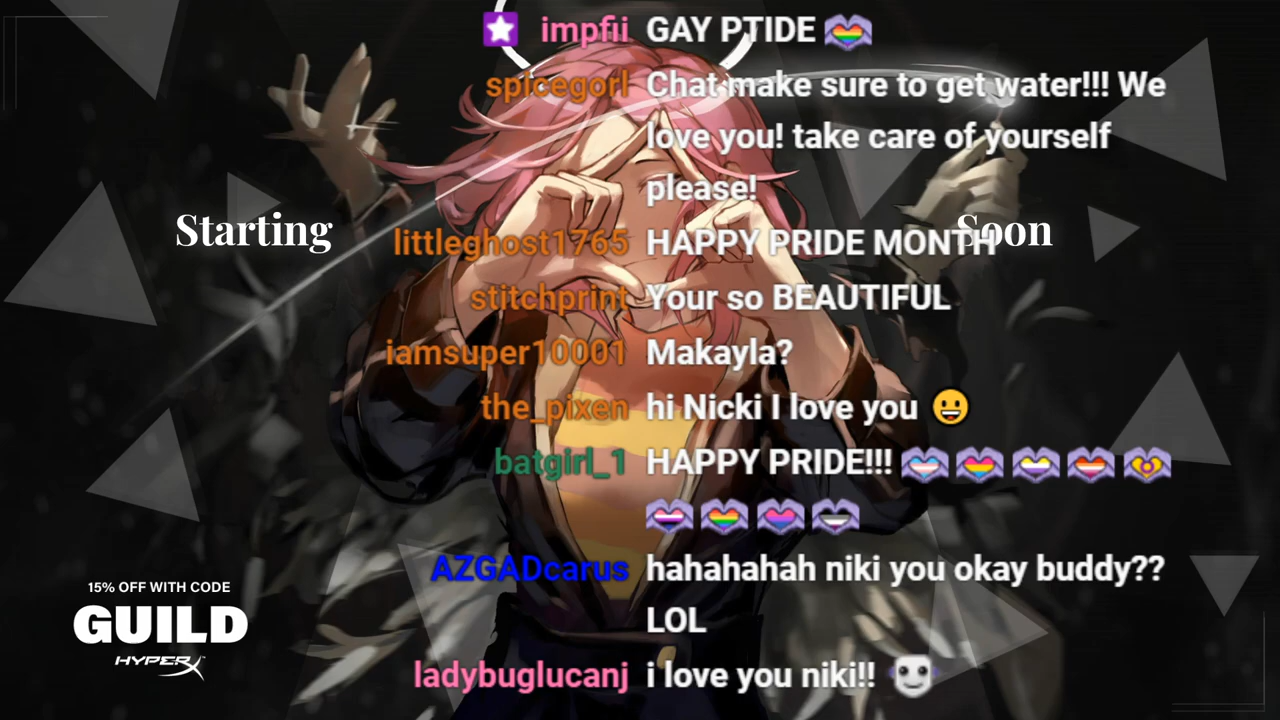 impfii GAY PTIDE
spicegorl Chat make sure to get water!!! We
love you! take care of yourself
please!
Starting Soon
littleghost1765 HAPPY PRIDE MONTH
stitchprint Your so BEAUTIFUL
iamsuper10001 Makayla?
the_pixen hi Nicki I love you
batgirl_1 HAPPY PRIDE!!!
AZGADcarus hahahahah niki you okay buddy??
LOL
15% OFF WITH CODE
GUILD
HYPERX
ladybuglucanj i love you niki!!